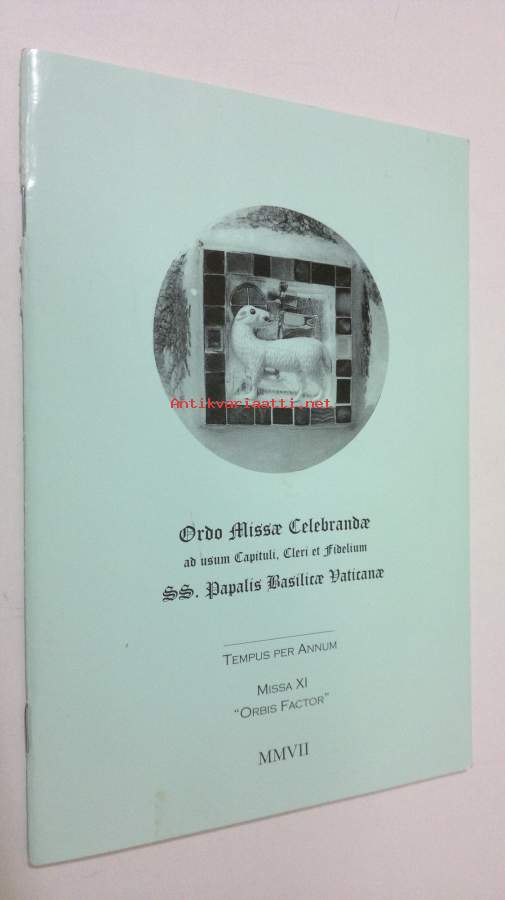 Antikvariaatti.net
Ordo Missæ Celebrandæ
ad usum Capituli, Cleri et Fidelium
SS. Papalis Basilicæ Vaticanæ
TEMPUS PER ANNUM
MISSA XI
"ORBIS FACTOR"
MMVII